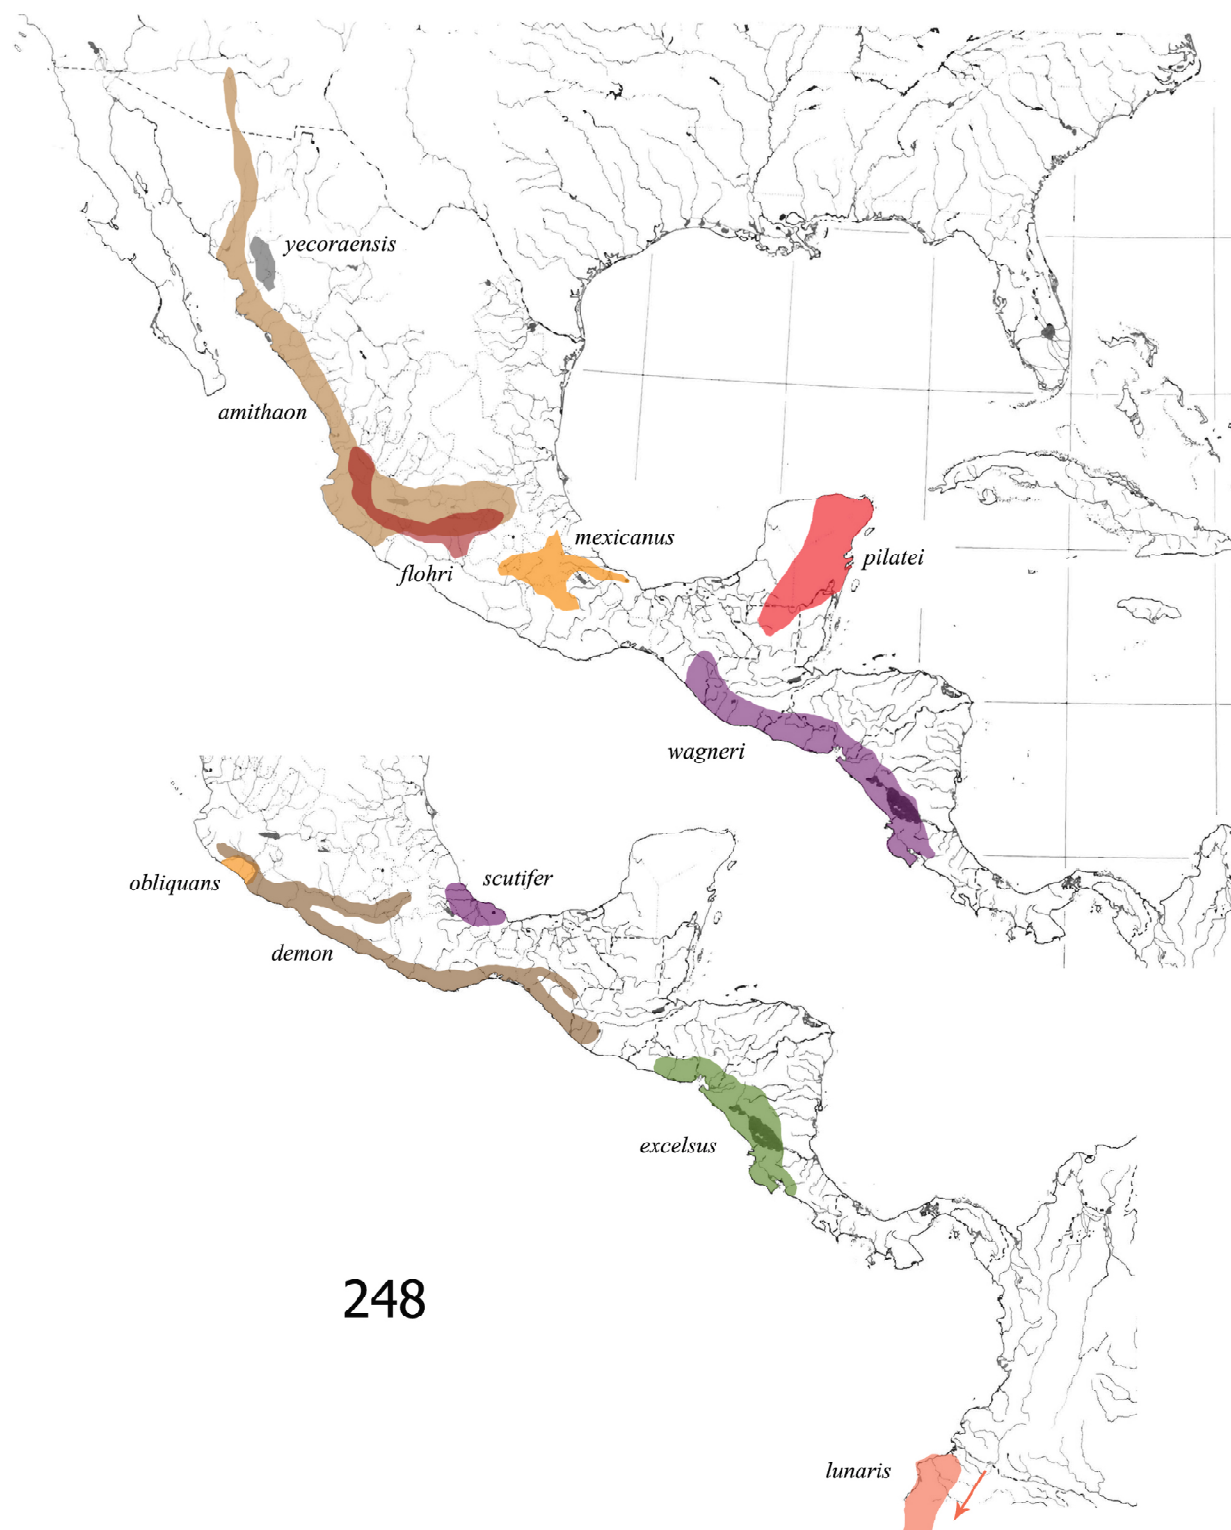 yecoraensis
amithaon
mexicanus
pilatei
flohri
wagneri
scutifer
obliquans
demon
excelsus
248
lunaris